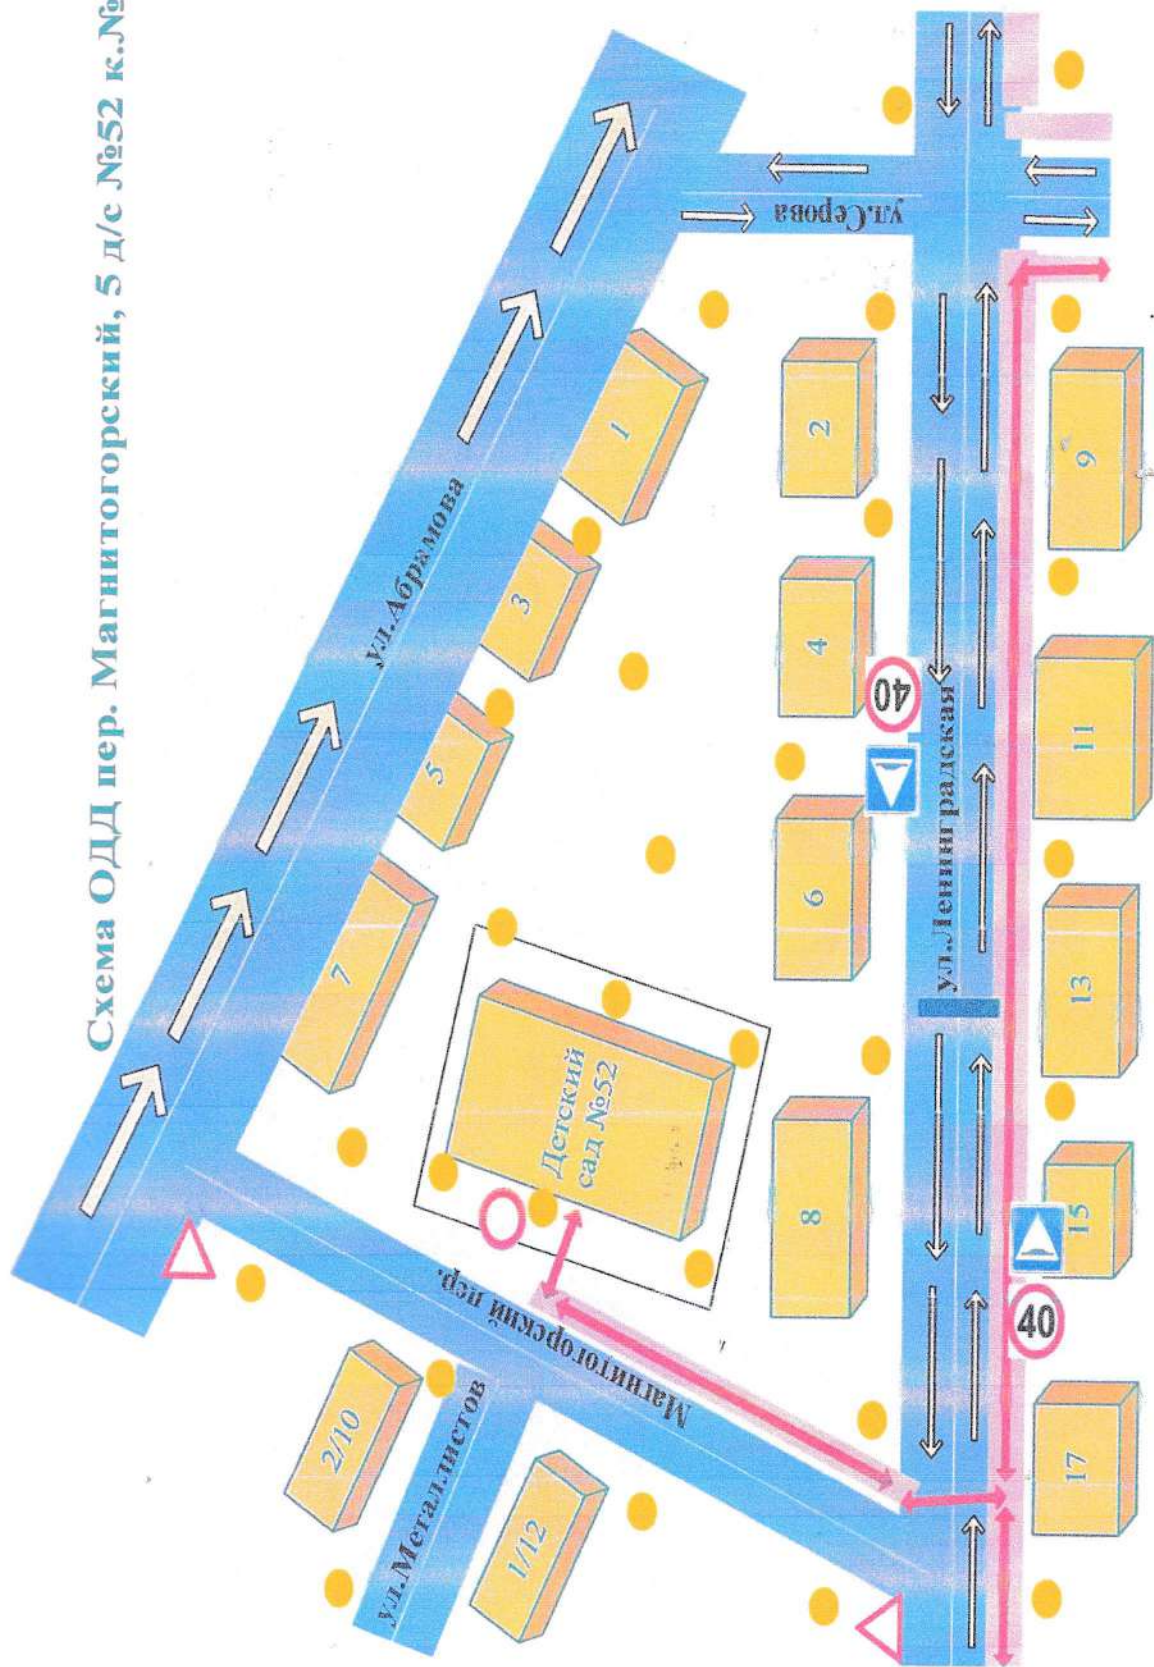 Схема ОДД пер. Магнитогорский, 5 д/с №52 к.№
ул.Абрамова
ул.Серова
ул.Ленинградская
Магнитогорский пер.
ул.Металлистов
Детский
сад №52
1
3
5
7
2
4
6
8
9
11
13
15
17
2/10
1/12
40
40